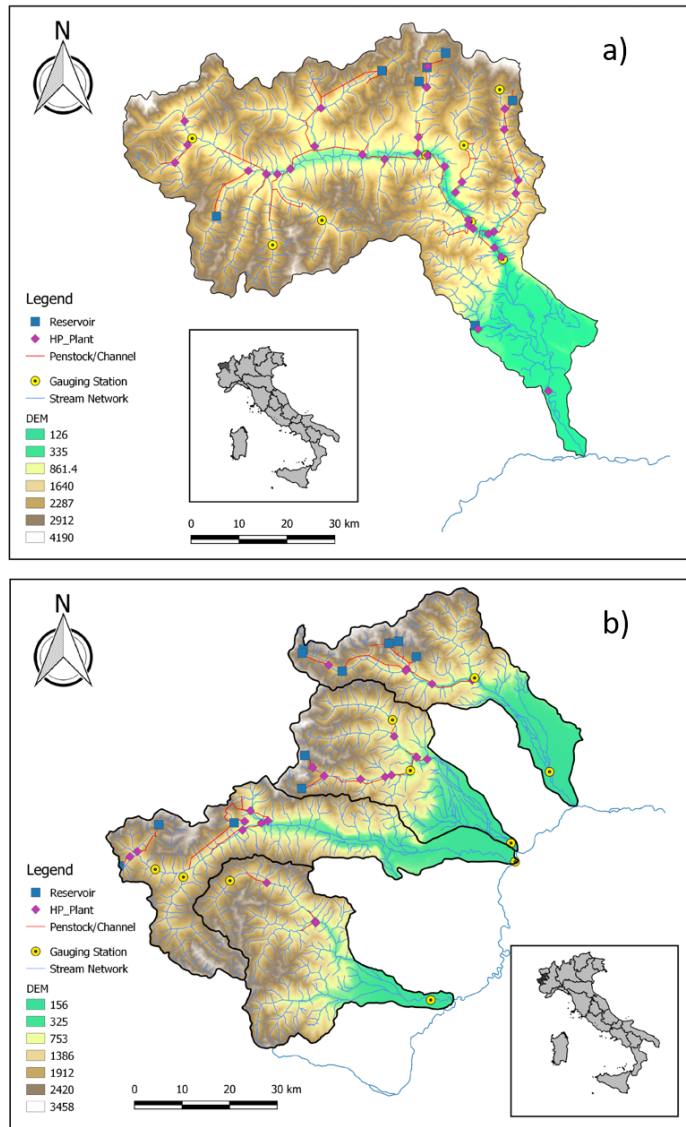 N
a)
Legend
Reservoir
HP_Plant
Penstock/Channel
Gauging Station
Stream Network
DEM
126
335
861.4
1640
2287
2912
4190
0 10 20 30 km
N
b)
Legend
Reservoir
HP_Plant
Penstock/Channel
Gauging Station
Stream Network
DEM
156
325
753
1386
1912
2420
3458
0 10 20 30 km